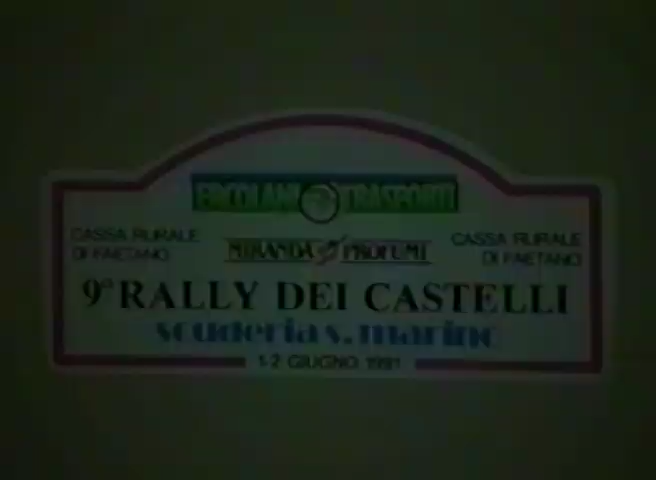 ERCOLANI TRASPORTI
CASSA RURALE
DI FAETANO
MIRANDA PROFUMI
CASSA RURALE
DI FAETANO
9° RALLY DEI CASTELLI
scuderia s. marino
1-2 GIUGNO 1991